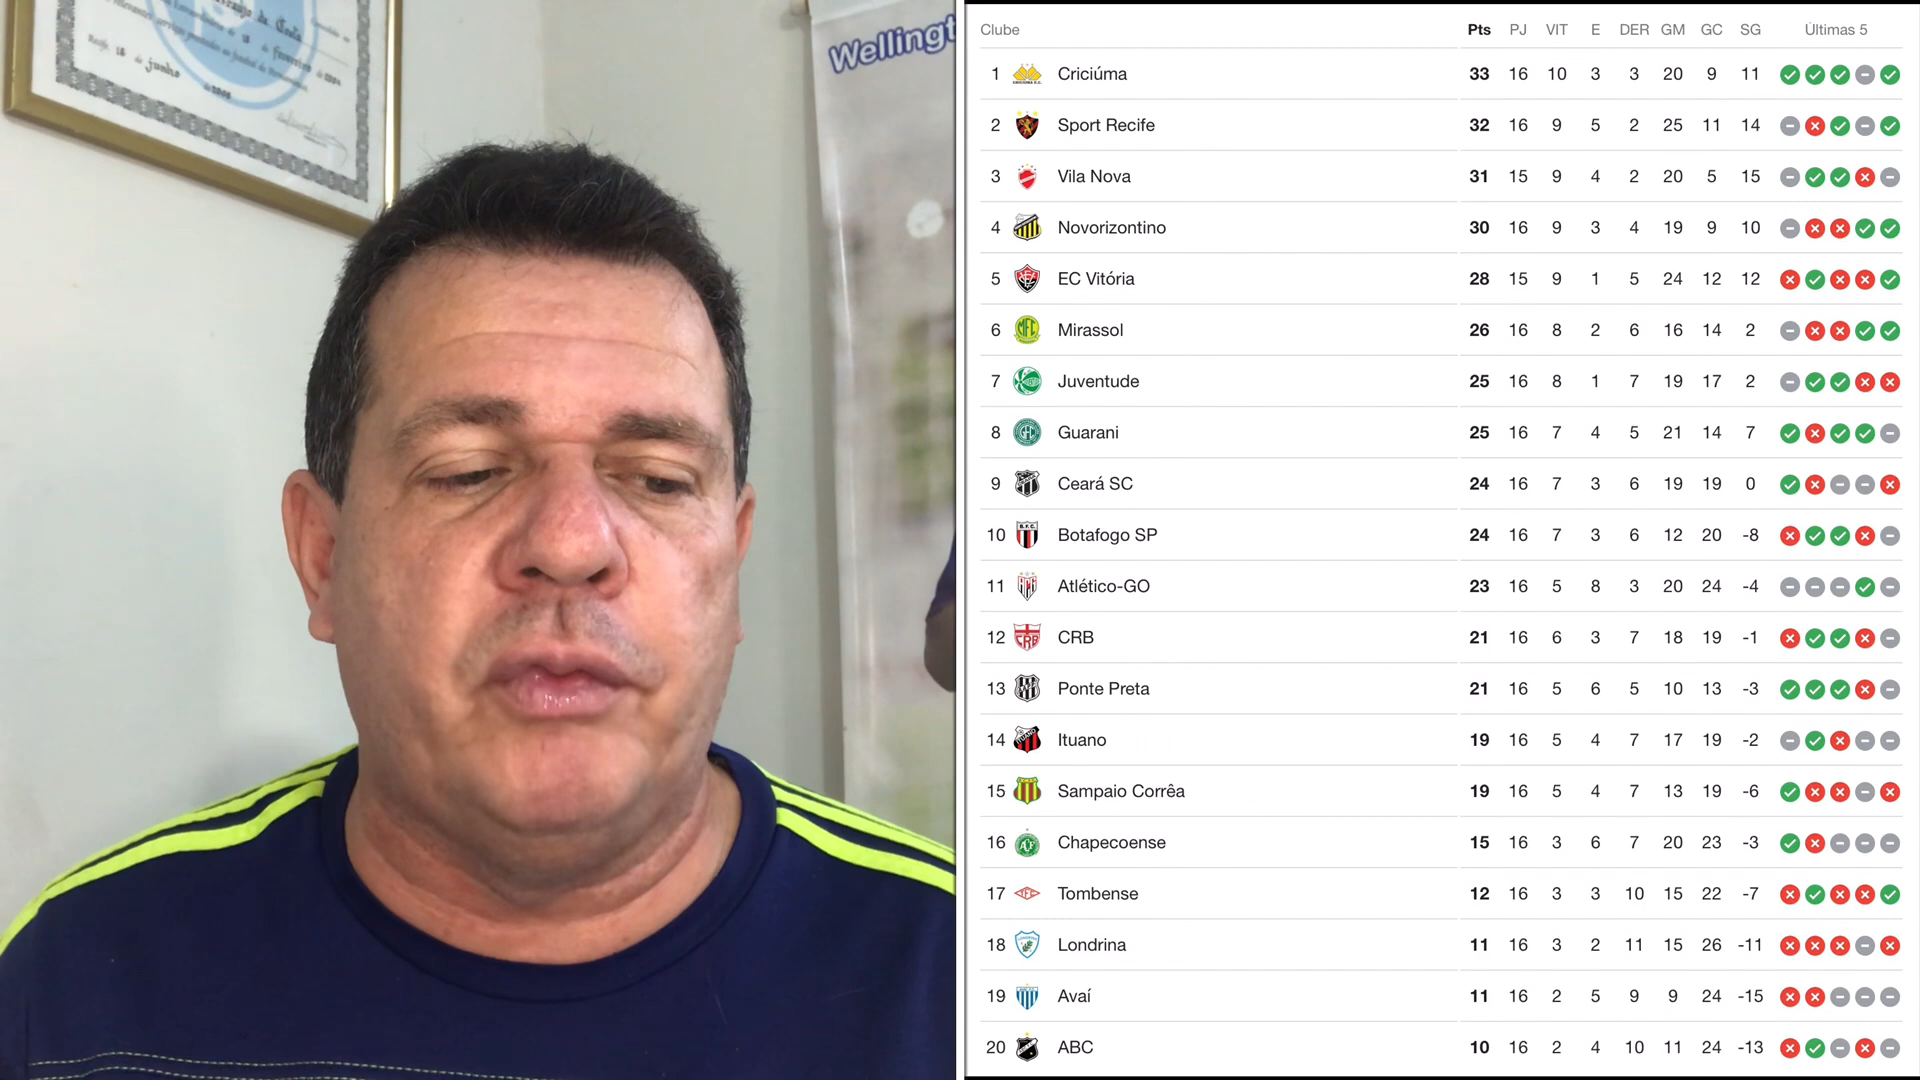 Araujo da Costa
Recife, 16 de junho
de 2005
Wellingt
Clube Pts PJ VIT E DER GM GC SG Últimas 5
1 Criciúma 33 16 10 3 3 20 9 11
2 Sport Recife 32 16 9 5 2 25 11 14
3 Vila Nova 31 15 9 4 2 20 5 15
4 Novorizontino 30 16 9 3 4 19 9 10
5 EC Vitória 28 15 9 1 5 24 12 12
6 Mirassol 26 16 8 2 6 16 14 2
7 Juventude 25 16 8 1 7 19 17 2
8 Guarani 25 16 7 4 5 21 14 7
9 Ceará SC 24 16 7 3 6 19 19 0
10 Botafogo SP 24 16 7 3 6 12 20 -8
11 Atlético-GO 23 16 5 8 3 20 24 -4
12 CRB 21 16 6 3 7 18 19 -1
13 Ponte Preta 21 16 5 6 5 10 13 -3
14 Ituano 19 16 5 4 7 17 19 -2
15 Sampaio Corrêa 19 16 5 4 7 13 19 -6
16 Chapecoense 15 16 3 6 7 20 23 -3
17 Tombense 12 16 3 3 10 15 22 -7
18 Londrina 11 16 3 2 11 15 26 -11
19 Avaí 11 16 2 5 9 9 24 -15
20 ABC 10 16 2 4 10 11 24 -13